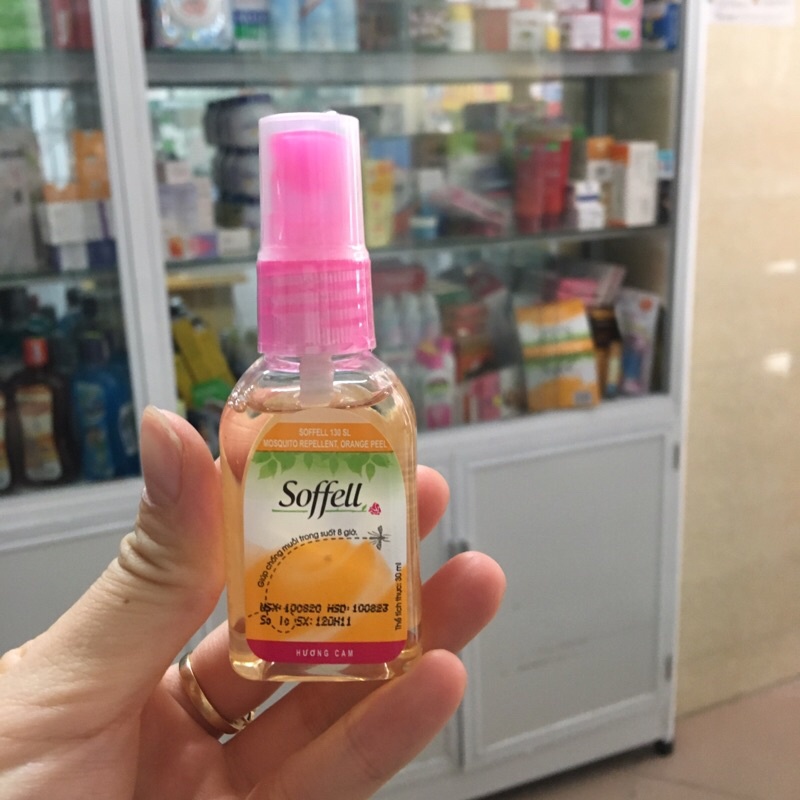 SOFFELL 130 SL
MOSQUITO REPELLENT, ORANGE PEEL
Soffell
Giúp chống muỗi trong suốt 8 giờ.
NSX: 100820 HSD: 100823
Số lô SX: 120H11
Thể tích thực: 30 ml
HƯƠNG CAM